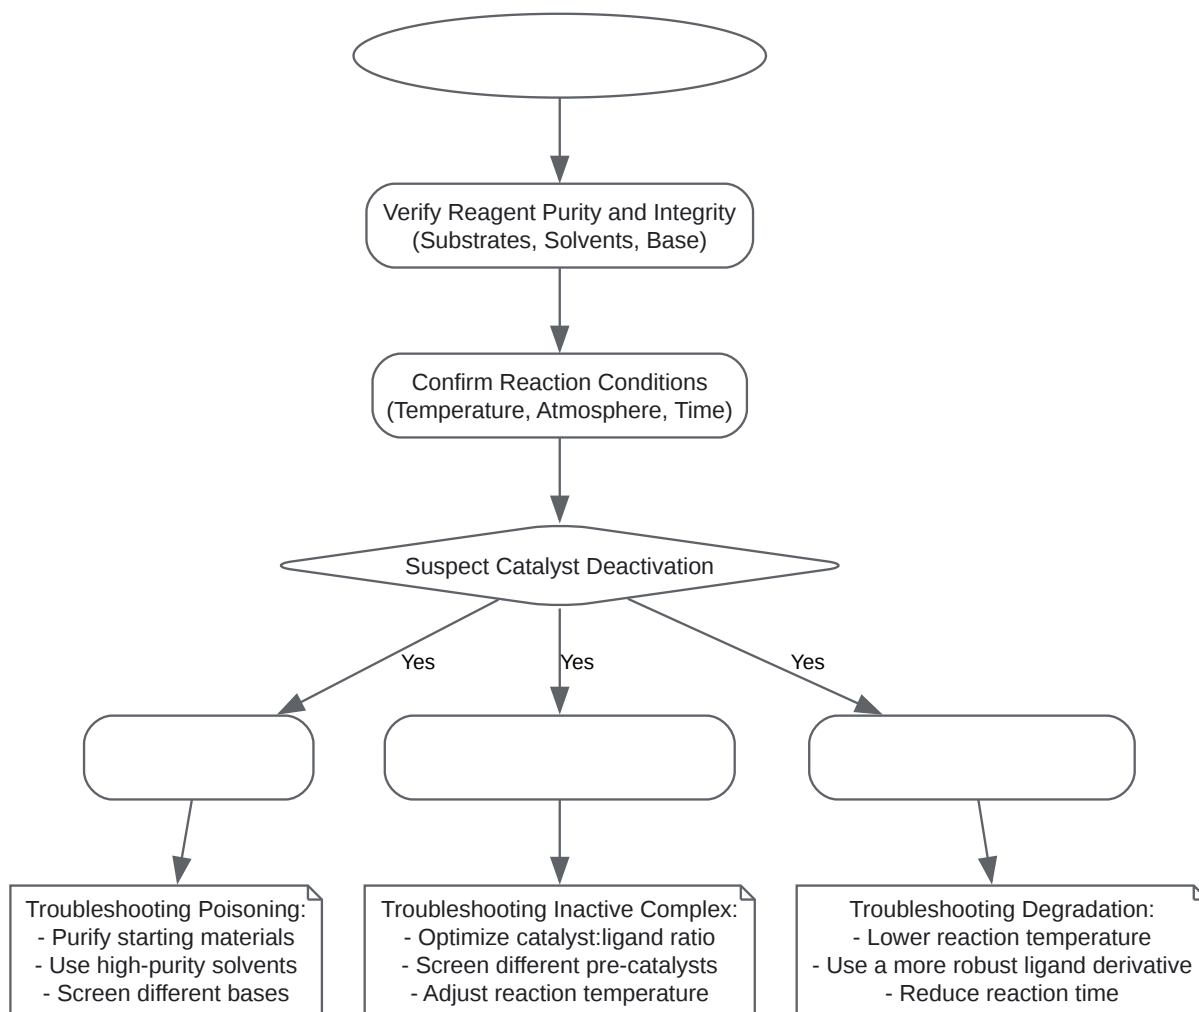 Verify Reagent Purity and Integrity
(Substrates, Solvents, Base)
Confirm Reaction Conditions
(Temperature, Atmosphere, Time)
Suspect Catalyst Deactivation
Yes
Yes
Yes
Troubleshooting Poisoning:
- Purify starting materials
- Use high-purity solvents
- Screen different bases
Troubleshooting Inactive Complex:
- Optimize catalyst:ligand ratio
- Screen different pre-catalysts
- Adjust reaction temperature
Troubleshooting Degradation:
- Lower reaction temperature
- Use a more robust ligand derivative
- Reduce reaction time